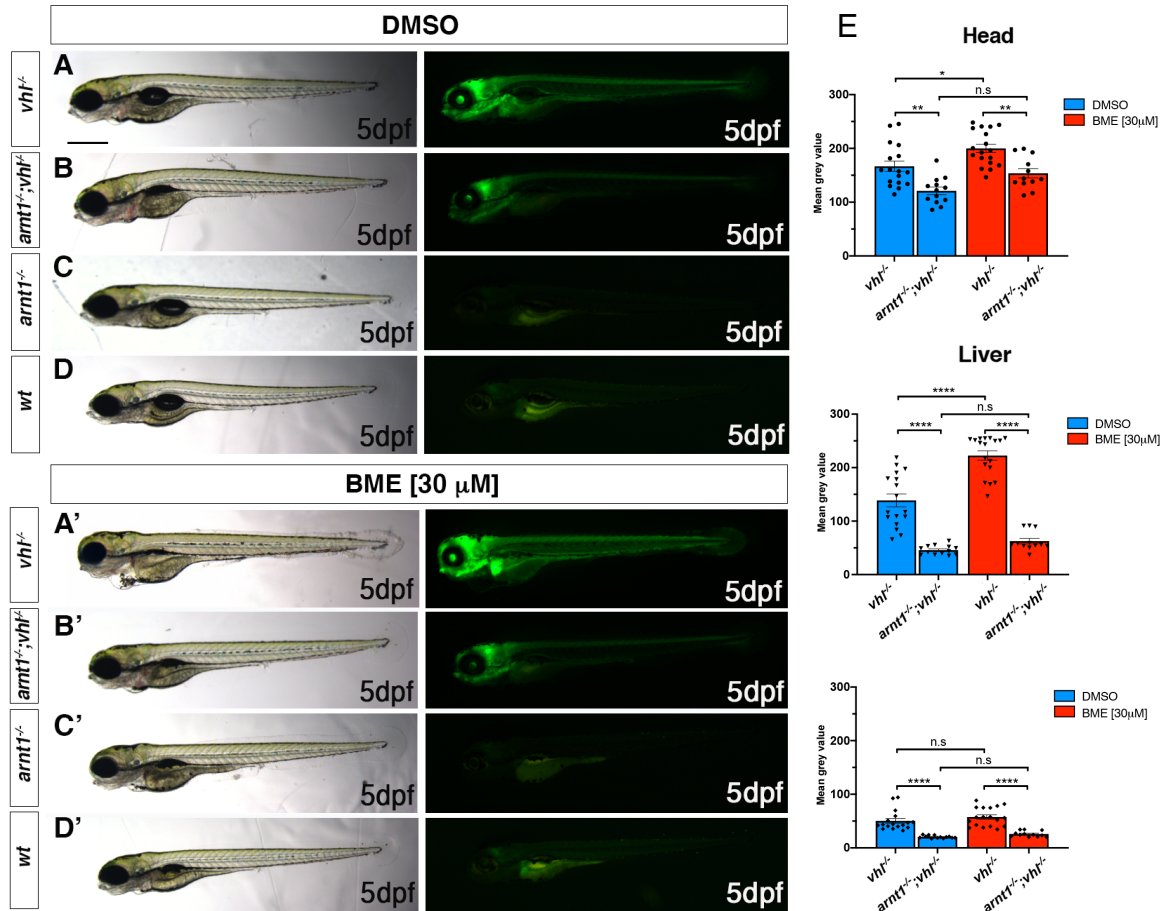 DMSO
vhl-/-
A
5dpf
5dpf
arnt1-/-;vhl-/-
B
5dpf
5dpf
arnt1-/-
C
5dpf
5dpf
wt
D
5dpf
5dpf
BME [30 μM]
vhl-/-
A’
5dpf
5dpf
arnt1-/-;vhl-/-
B’
5dpf
5dpf
arnt1-/-
C’
5dpf
5dpf
wt
D’
5dpf
5dpf
E
Head
*
n.s
**
**
DMSO
BME [30μM]
Mean grey value
300
200
100
0
vhl-/-
arnt1-/-;vhl-/-
vhl-/-
arnt1-/-;vhl-/-
Liver
****
n.s
****
****
DMSO
BME [30μM]
Mean grey value
300
200
100
0
vhl-/-
arnt1-/-;vhl-/-
vhl-/-
arnt1-/-;vhl-/-
n.s
n.s
****
****
DMSO
BME [30μM]
Mean grey value
300
200
100
0
vhl-/-
arnt1-/-;vhl-/-
vhl-/-
arnt1-/-;vhl-/-